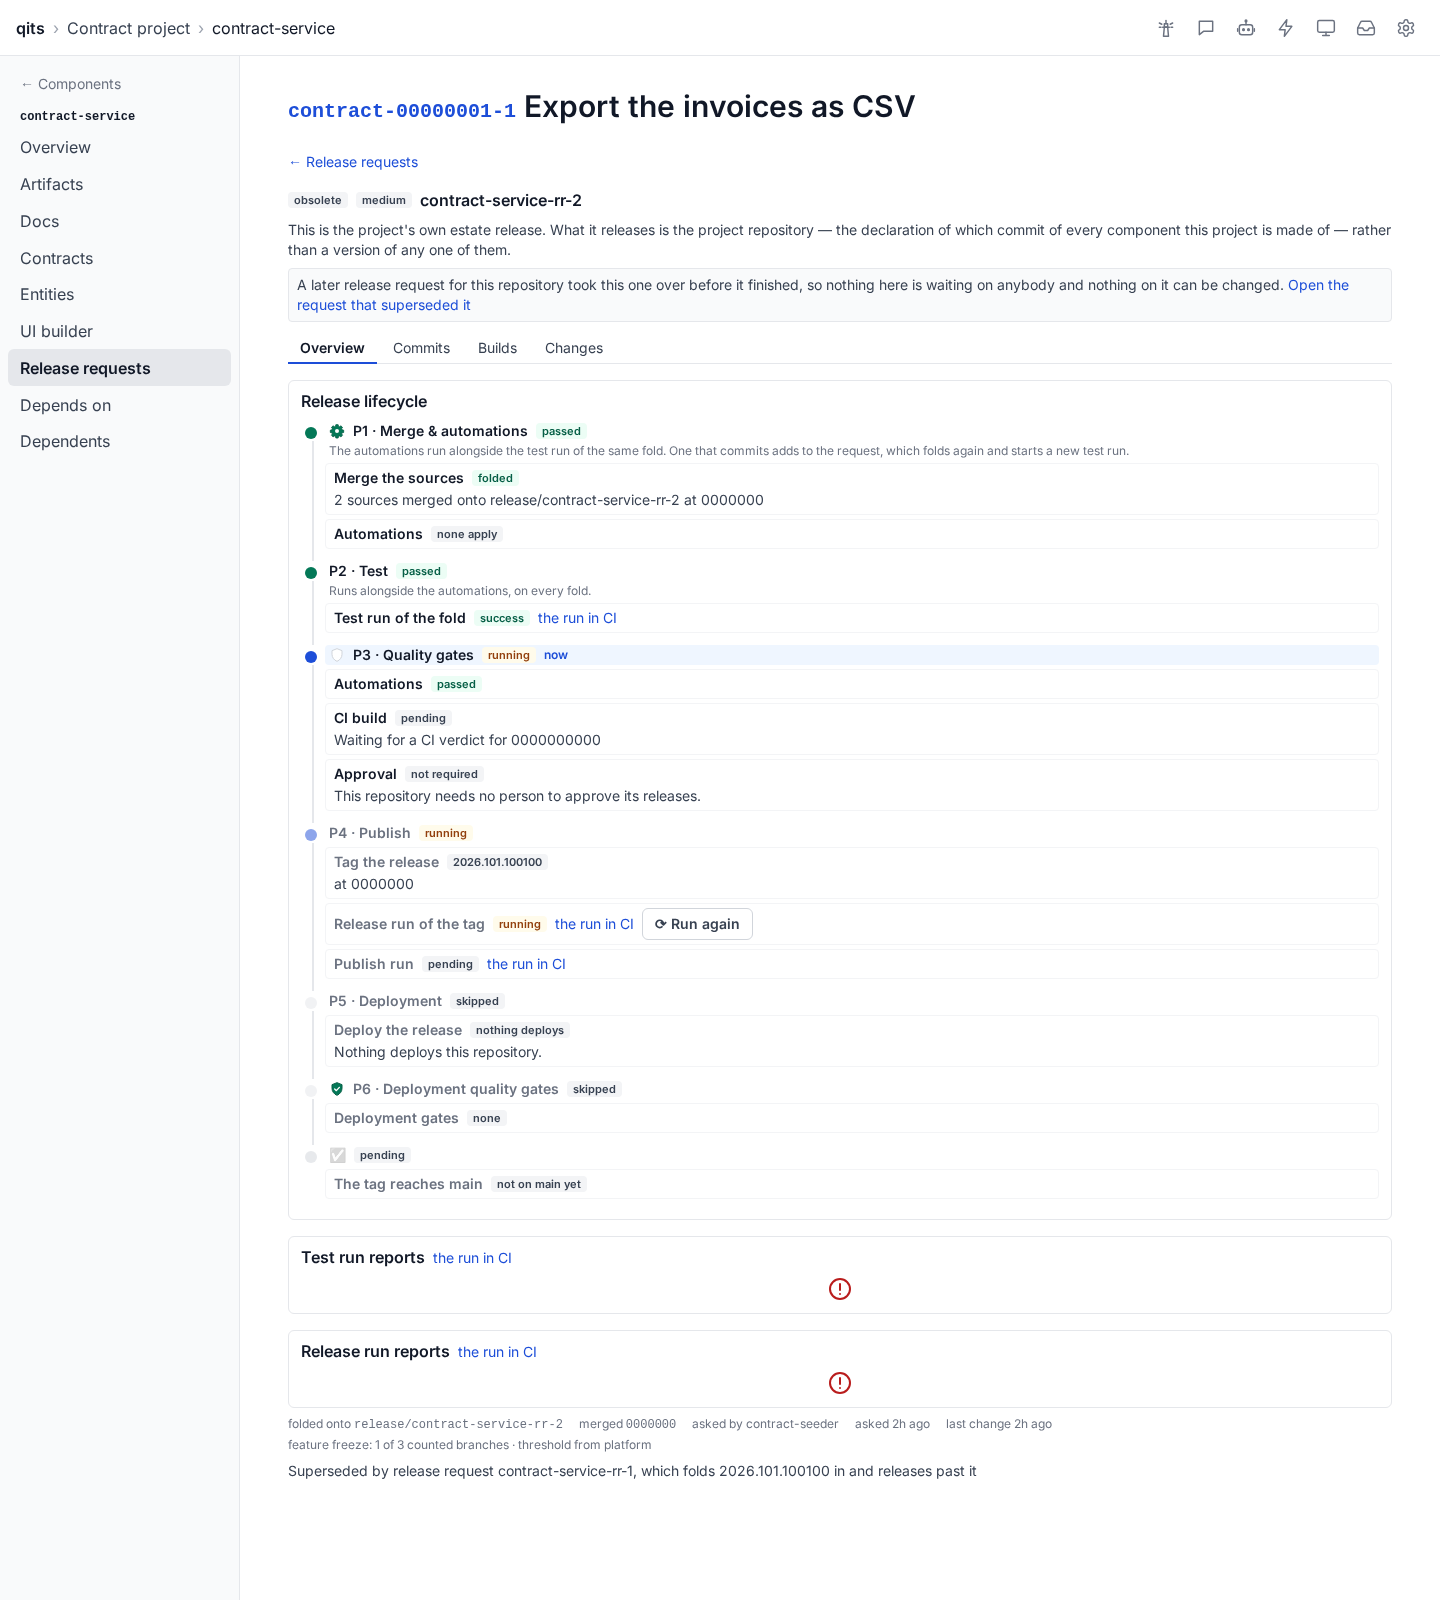 qits › Contract project › contract-service
← Components
contract-service
Overview
Artifacts
Docs
Contracts
Entities
UI builder
Release requests
Depends on
Dependents
contract-00000001-1 Export the invoices as CSV
← Release requests
obsolete medium contract-service-rr-2
This is the project's own estate release. What it releases is the project repository — the declaration of which commit of every component this project is made of — rather
than a version of any one of them.
A later release request for this repository took this one over before it finished, so nothing here is waiting on anybody and nothing on it can be changed. Open the
request that superseded it
Overview Commits Builds Changes
Release lifecycle
P1 · Merge & automations passed
The automations run alongside the test run of the same fold. One that commits adds to the request, which folds again and starts a new test run.
Merge the sources folded
2 sources merged onto release/contract-service-rr-2 at 0000000
Automations none apply
P2 · Test passed
Runs alongside the automations, on every fold.
Test run of the fold success the run in CI
P3 · Quality gates running now
Automations passed
CI build pending
Waiting for a CI verdict for 0000000000
Approval not required
This repository needs no person to approve its releases.
P4 · Publish running
Tag the release 2026.101.100100
at 0000000
Release run of the tag running the run in CI ⟳ Run again
Publish run pending the run in CI
P5 · Deployment skipped
Deploy the release nothing deploys
Nothing deploys this repository.
P6 · Deployment quality gates skipped
Deployment gates none
☑ pending
The tag reaches main not on main yet
Test run reports the run in CI
Release run reports the run in CI
folded onto release/contract-service-rr-2 merged 0000000 asked by contract-seeder asked 2h ago last change 2h ago
feature freeze: 1 of 3 counted branches · threshold from platform
Superseded by release request contract-service-rr-1, which folds 2026.101.100100 in and releases past it